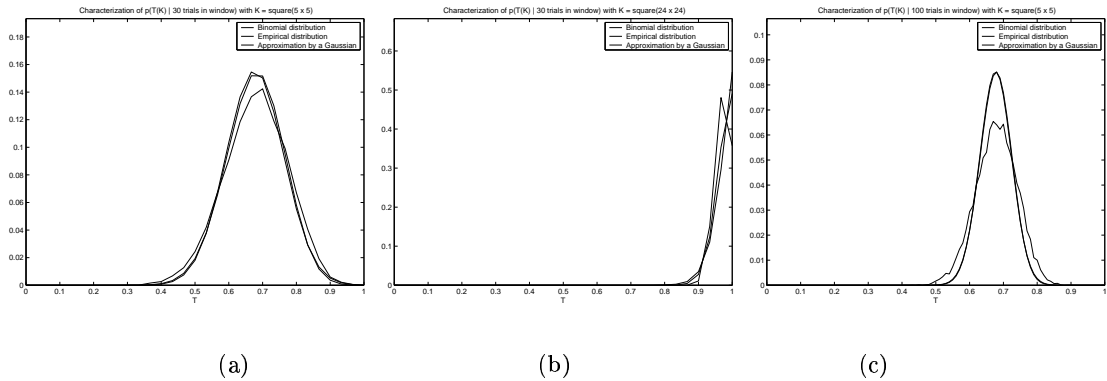 Characterization of p(T(K) | 30 trials in window) with K = square(5 x 5)
Binomial distribution
Empirical distribution
Approximation by a Gaussian
0.18
0.16
0.14
0.12
0.1
0.08
0.06
0.04
0.02
0
0 0.1 0.2 0.3 0.4 0.5 0.6 0.7 0.8 0.9 1
T
(a)
Characterization of p(T(K) | 30 trials in window) with K = square(24 x 24)
Binomial distribution
Empirical distribution
Approximation by a Gaussian
0.6
0.5
0.4
0.3
0.2
0.1
0
0 0.1 0.2 0.3 0.4 0.5 0.6 0.7 0.8 0.9 1
T
(b)
Characterization of p(T(K) | 100 trials in window) with K = square(5 x 5)
Binomial distribution
Empirical distribution
Approximation by a Gaussian
0.1
0.09
0.08
0.07
0.06
0.05
0.04
0.03
0.02
0.01
0
0 0.1 0.2 0.3 0.4 0.5 0.6 0.7 0.8 0.9 1
T
(c)